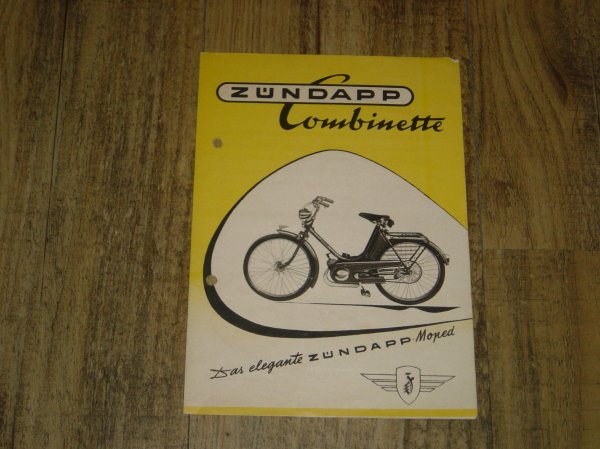 ZÜNDAPP
Combinette
Das elegante ZÜNDAPP-Moped